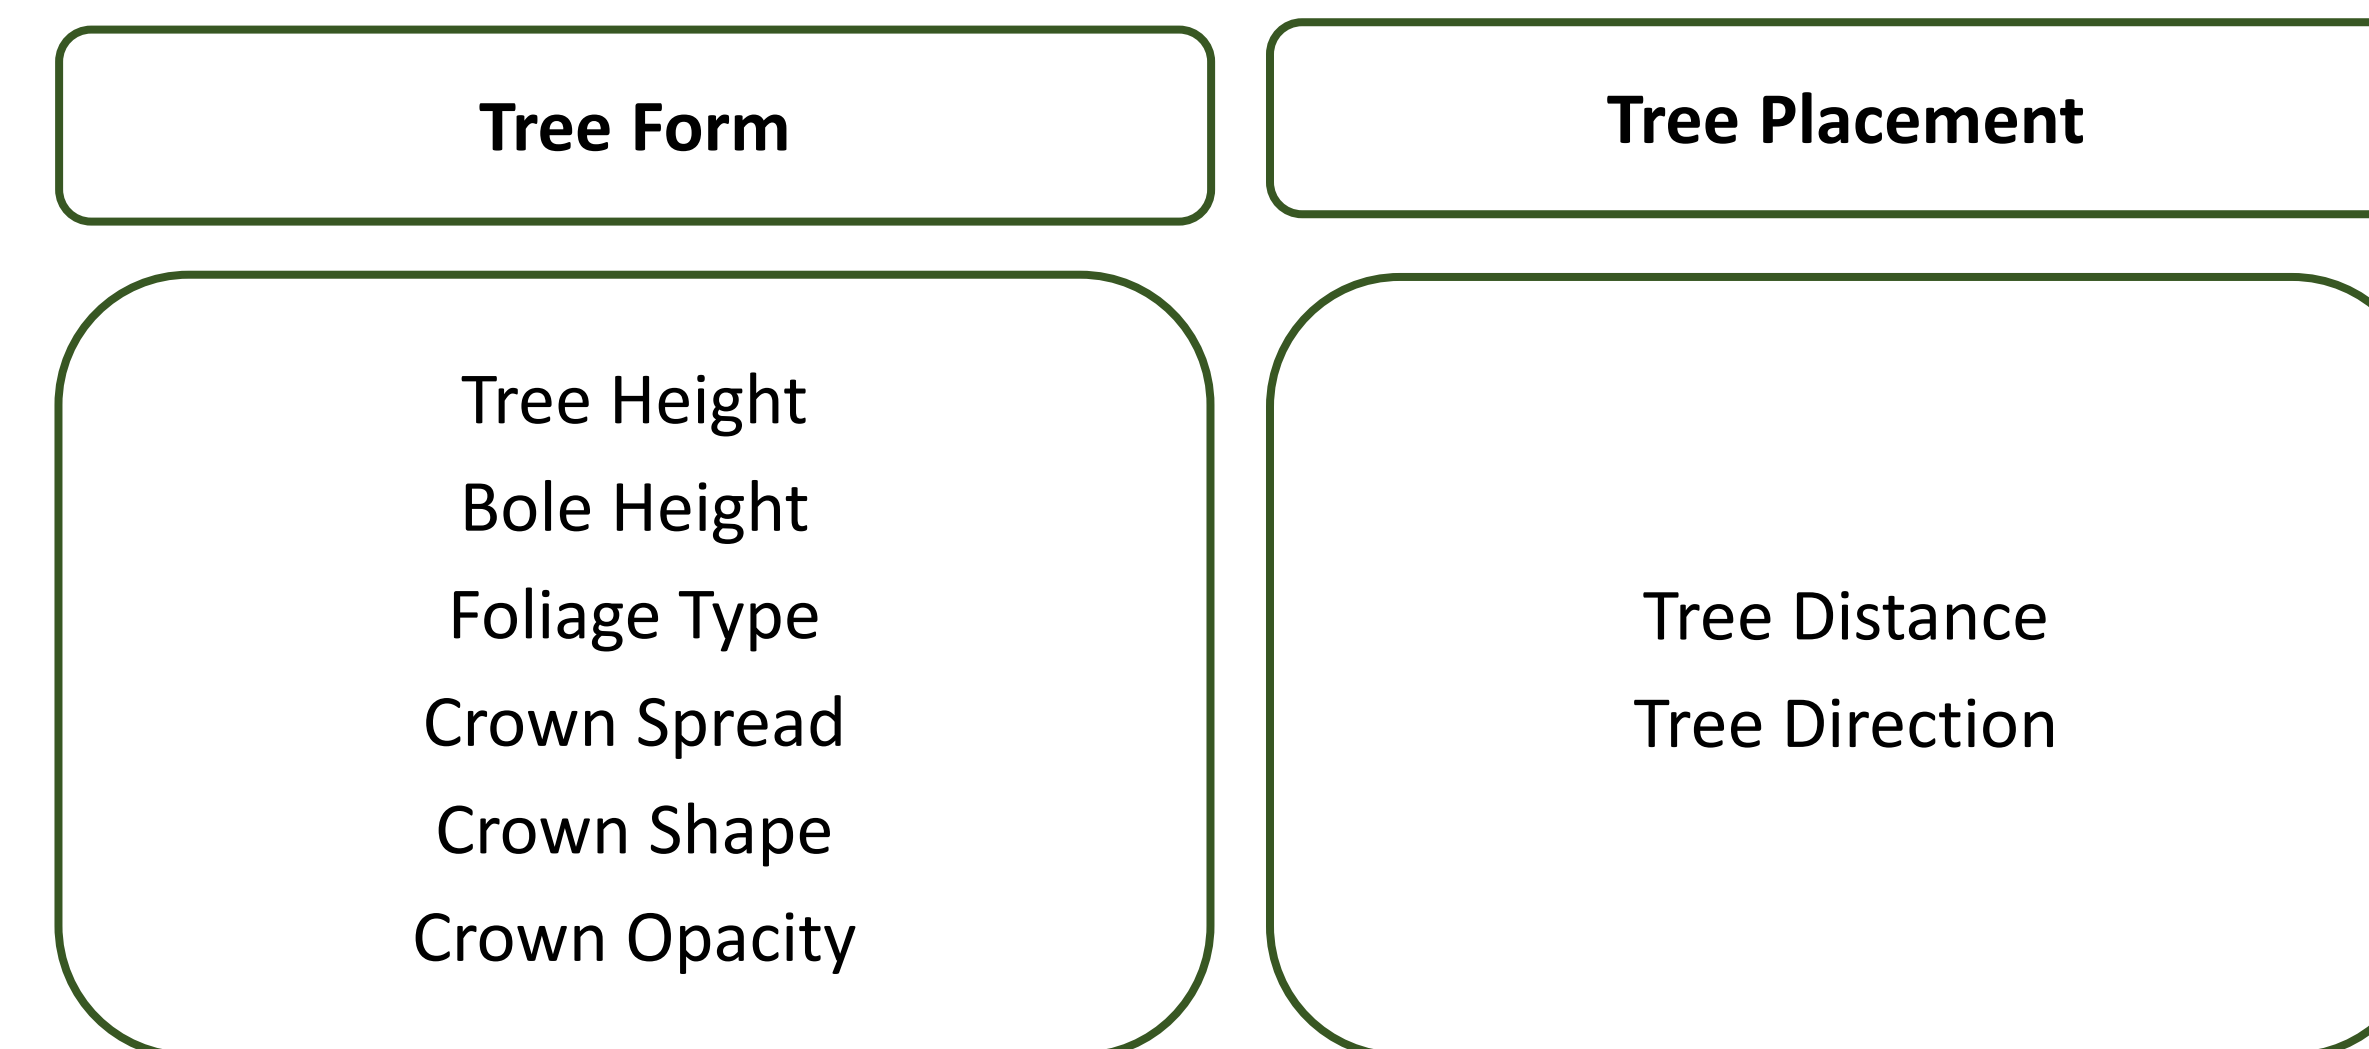 Tree Form
Tree Height
Bole Height
Foliage Type
Crown Spread
Crown Shape
Crown Opacity
Tree Placement
Tree Distance
Tree Direction